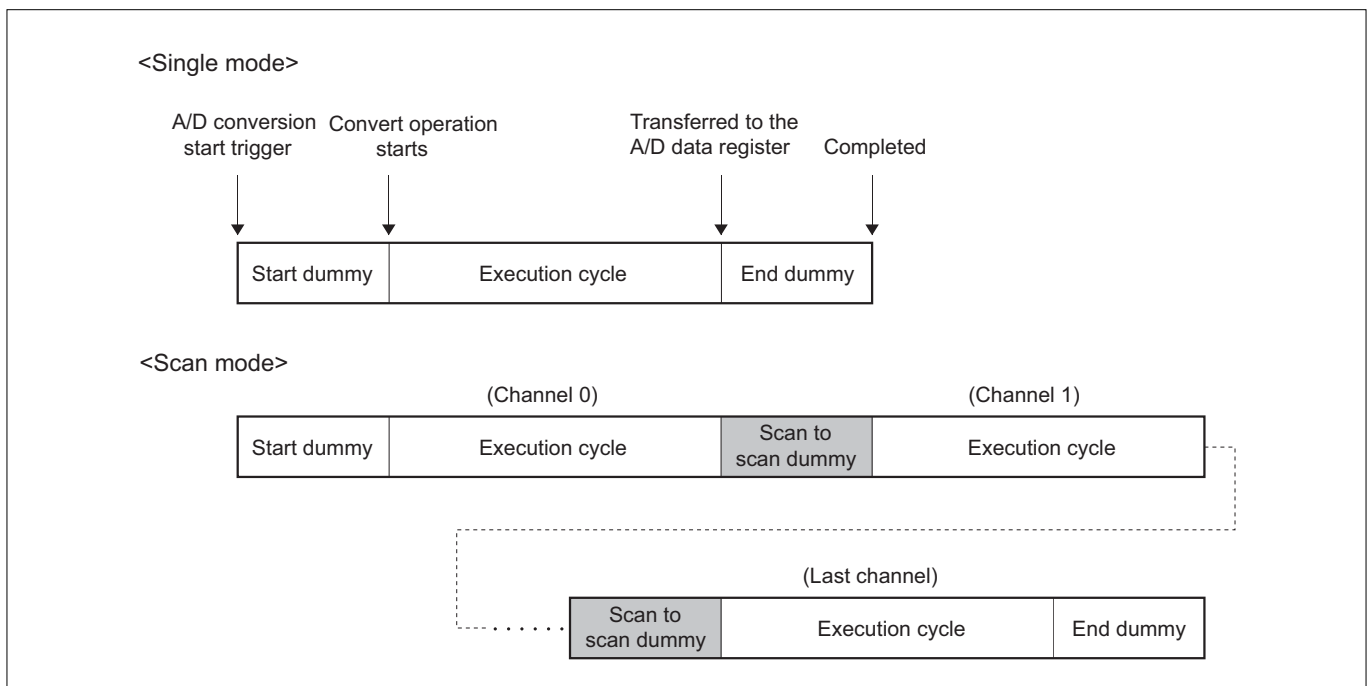 <Single mode>
A/D conversion
start trigger
Convert operation
starts
Transferred to the
A/D data register
Completed
Start dummy
Execution cycle
End dummy
<Scan mode>
(Channel 0)
(Channel 1)
Start dummy
Execution cycle
Scan to
scan dummy
Execution cycle
(Last channel)
Scan to
scan dummy
Execution cycle
End dummy